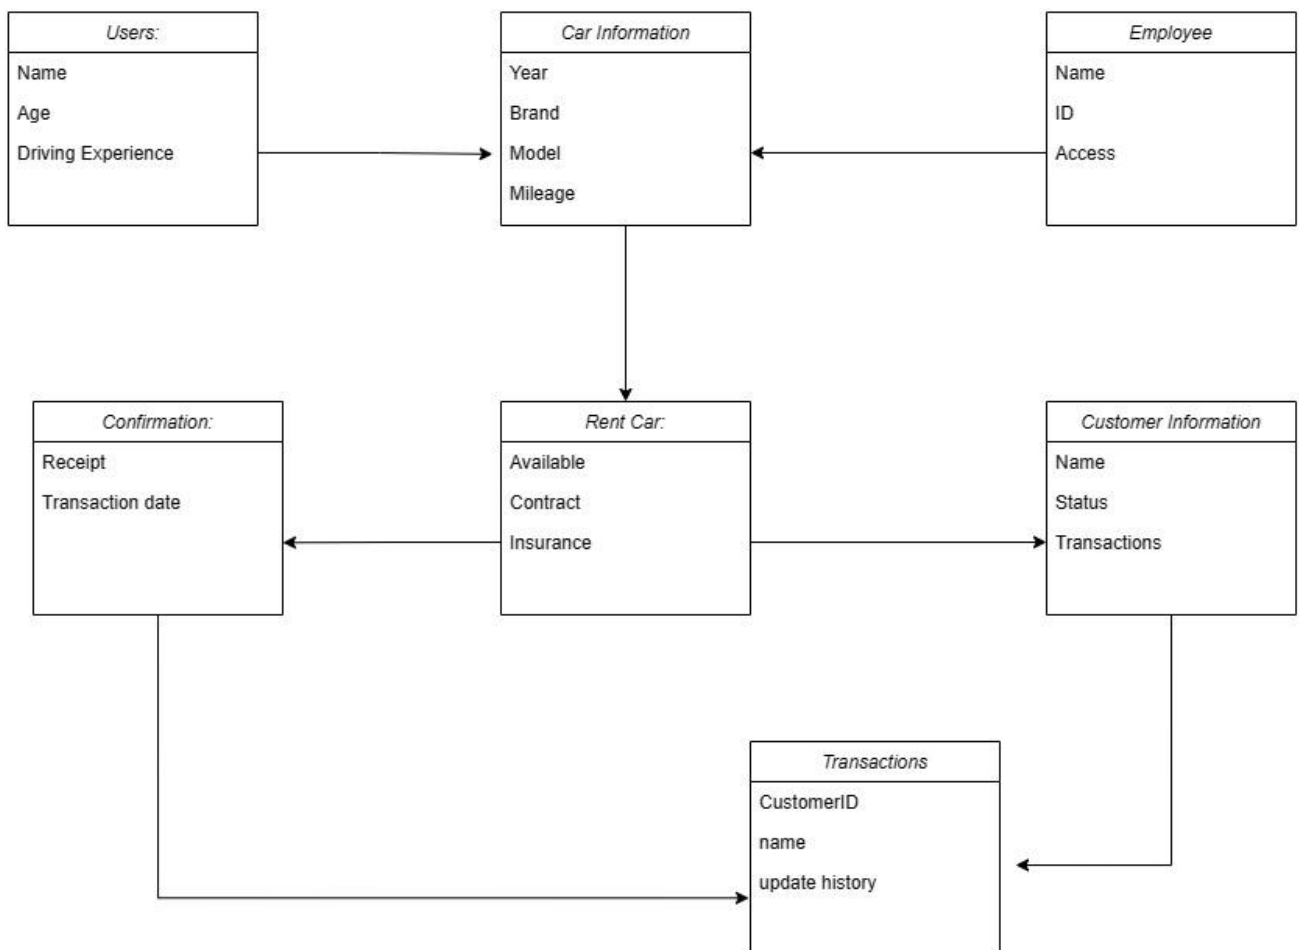 Users:
Name
Age
Driving Experience
Car Information
Year
Brand
Model
Mileage
Employee
Name
ID
Access
Confirmation:
Receipt
Transaction date
Rent Car:
Available
Contract
Insurance
Customer Information
Name
Status
Transactions
Transactions
CustomerID
name
update history